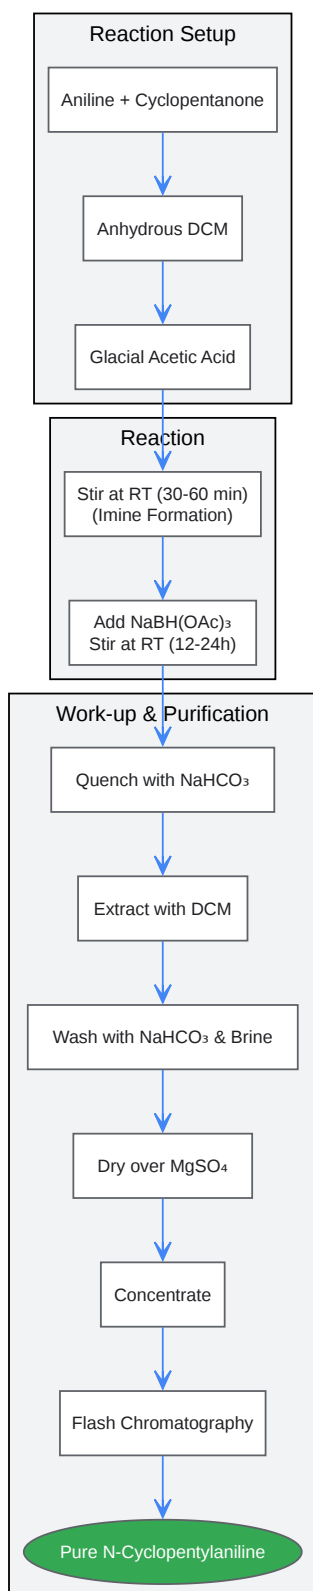 Reaction Setup
Aniline + Cyclopentanone
Anhydrous DCM
Glacial Acetic Acid
Reaction
Stir at RT (30-60 min)
(Imine Formation)
Add NaBH(OAc)₃
Stir at RT (12-24h)
Work-up & Purification
Quench with NaHCO₃
Extract with DCM
Wash with NaHCO₃ & Brine
Dry over MgSO₄
Concentrate
Flash Chromatography
Pure N-Cyclopentylaniline